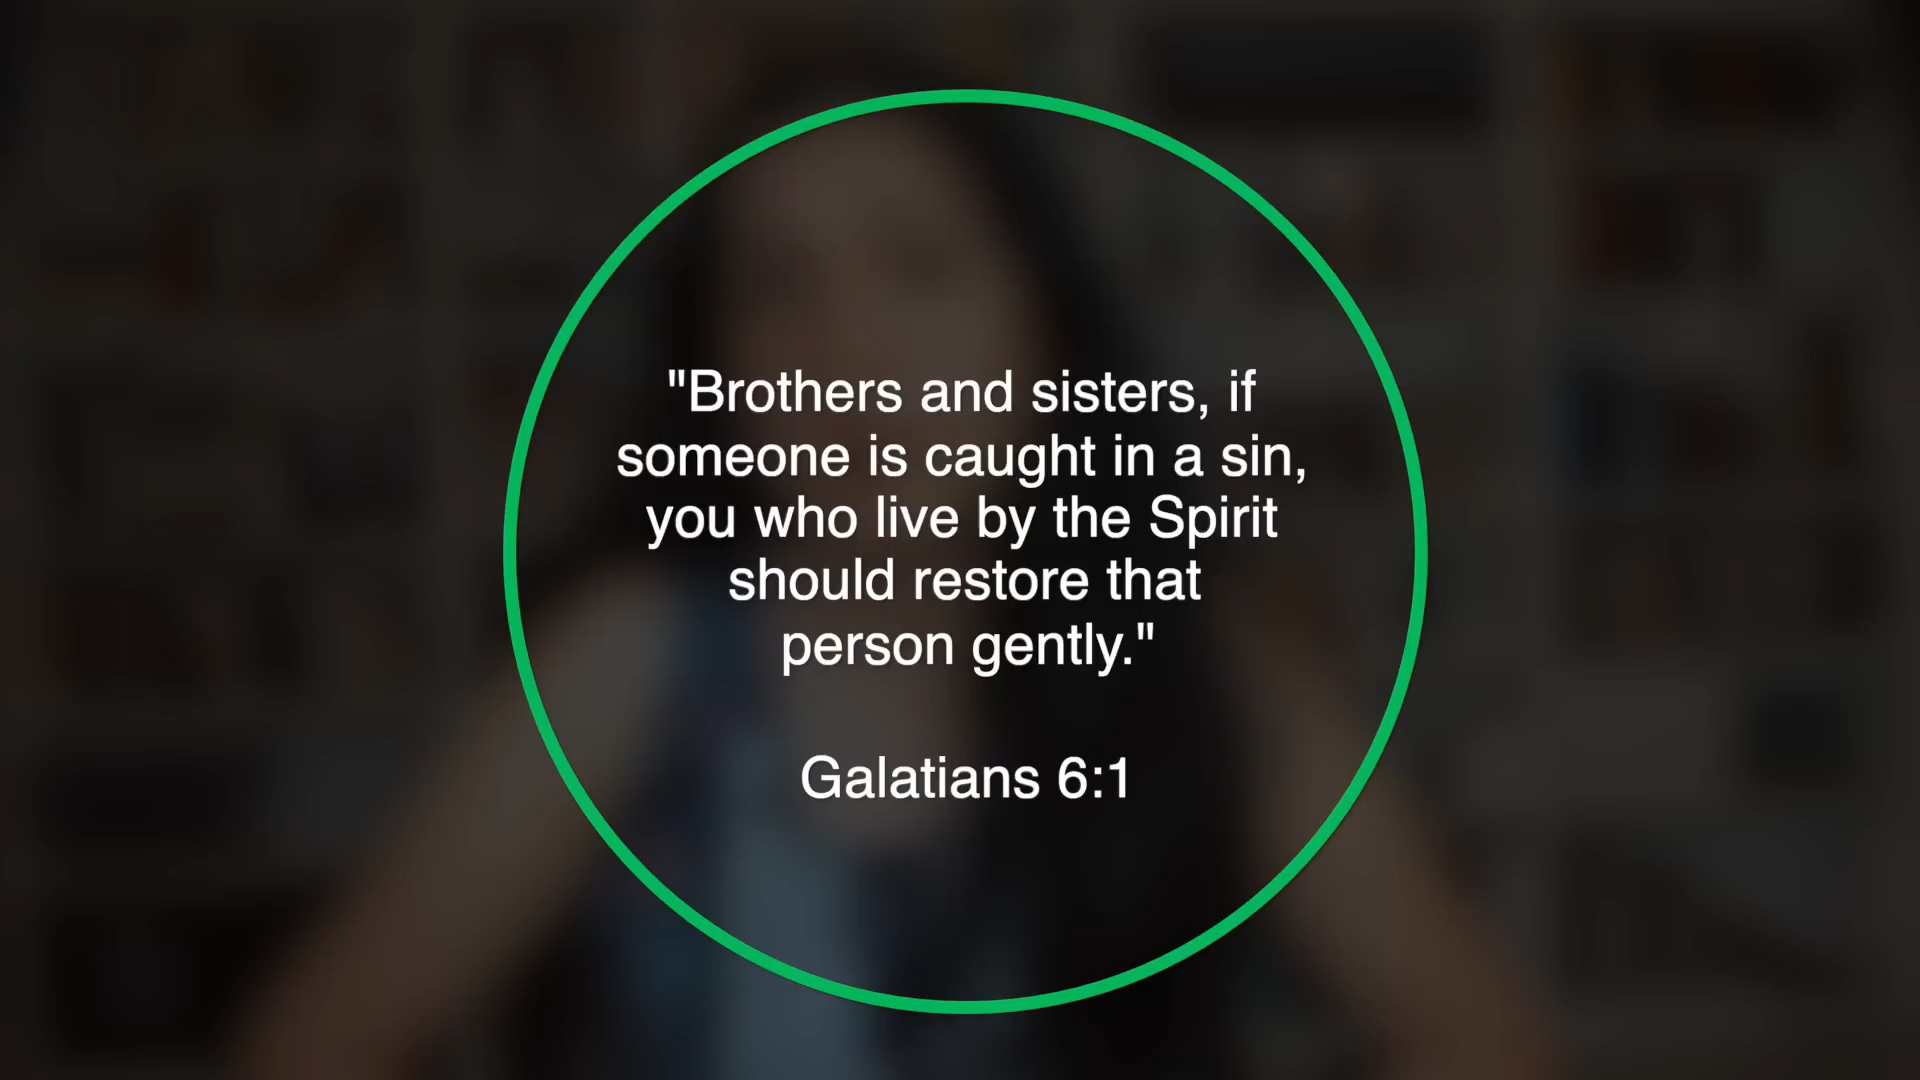 "Brothers and sisters, if
someone is caught in a sin,
you who live by the Spirit
should restore that
person gently."
Galatians 6:1